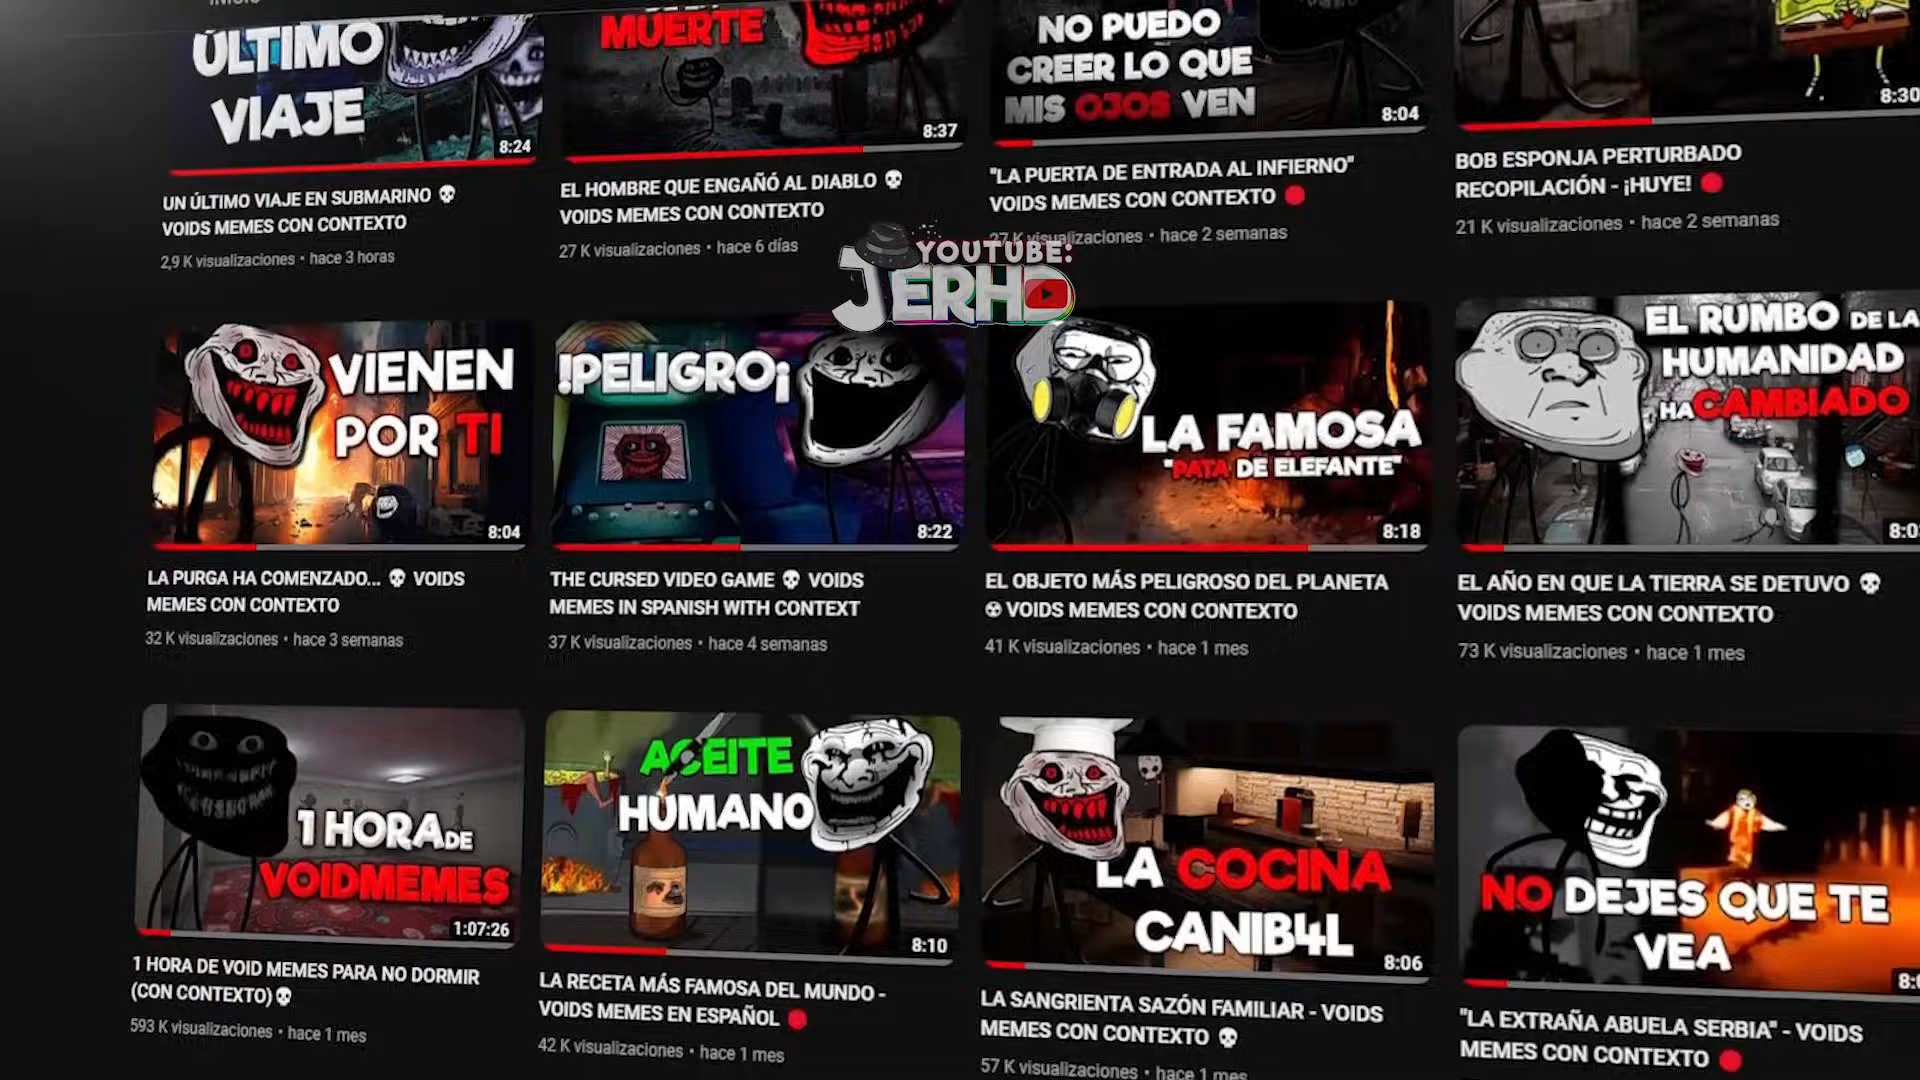 INICIO
ÚLTIMO
VIAJE
8:24
UN ÚLTIMO VIAJE EN SUBMARINO 💀
VOIDS MEMES CON CONTEXTO
2,9 K visualizaciones • hace 3 horas
MUERTE
8:37
EL HOMBRE QUE ENGAÑÓ AL DIABLO 💀
VOIDS MEMES CON CONTEXTO
27 K visualizaciones • hace 6 días
NO PUEDO
CREER LO QUE
MIS OJOS VEN
8:04
"LA PUERTA DE ENTRADA AL INFIERNO"
VOIDS MEMES CON CONTEXTO 🔴
27 K visualizaciones • hace 2 semanas
8:30
BOB ESPONJA PERTURBADO
RECOPILACIÓN - ¡HUYE! 🔴
21 K visualizaciones • hace 2 semanas
YOUTUBE:
JERHD
VIENEN
POR TI
8:04
LA PURGA HA COMENZADO... 💀 VOIDS
MEMES CON CONTEXTO
32 K visualizaciones • hace 3 semanas
!PELIGRO¡
8:22
THE CURSED VIDEO GAME 💀 VOIDS
MEMES IN SPANISH WITH CONTEXT
37 K visualizaciones • hace 4 semanas
LA FAMOSA
"PATA DE ELEFANTE"
8:18
EL OBJETO MÁS PELIGROSO DEL PLANETA
☢ VOIDS MEMES CON CONTEXTO
41 K visualizaciones • hace 1 mes
EL RUMBO DE LA
HUMANIDAD
HA CAMBIADO
EL AÑO EN QUE LA TIERRA SE DETUVO 💀
VOIDS MEMES CON CONTEXTO
73 K visualizaciones • hace 1 mes
1 HORA DE
VOIDMEMES
1:07:26
1 HORA DE VOID MEMES PARA NO DORMIR
(CON CONTEXTO)💀
593 K visualizaciones • hace 1 mes
ACEITE
HUMANO
8:10
LA RECETA MÁS FAMOSA DEL MUNDO -
VOIDS MEMES EN ESPAÑOL 🔴
42 K visualizaciones • hace 1 mes
LA COCINA
CANIB4L
8:06
LA SANGRIENTA SAZÓN FAMILIAR - VOIDS
MEMES CON CONTEXTO 💀
57 K visualizaciones • hace 1 mes
NO DEJES QUE TE
VEA
"LA EXTRAÑA ABUELA SERBIA" - VOIDS
MEMES CON CONTEXTO 🔴